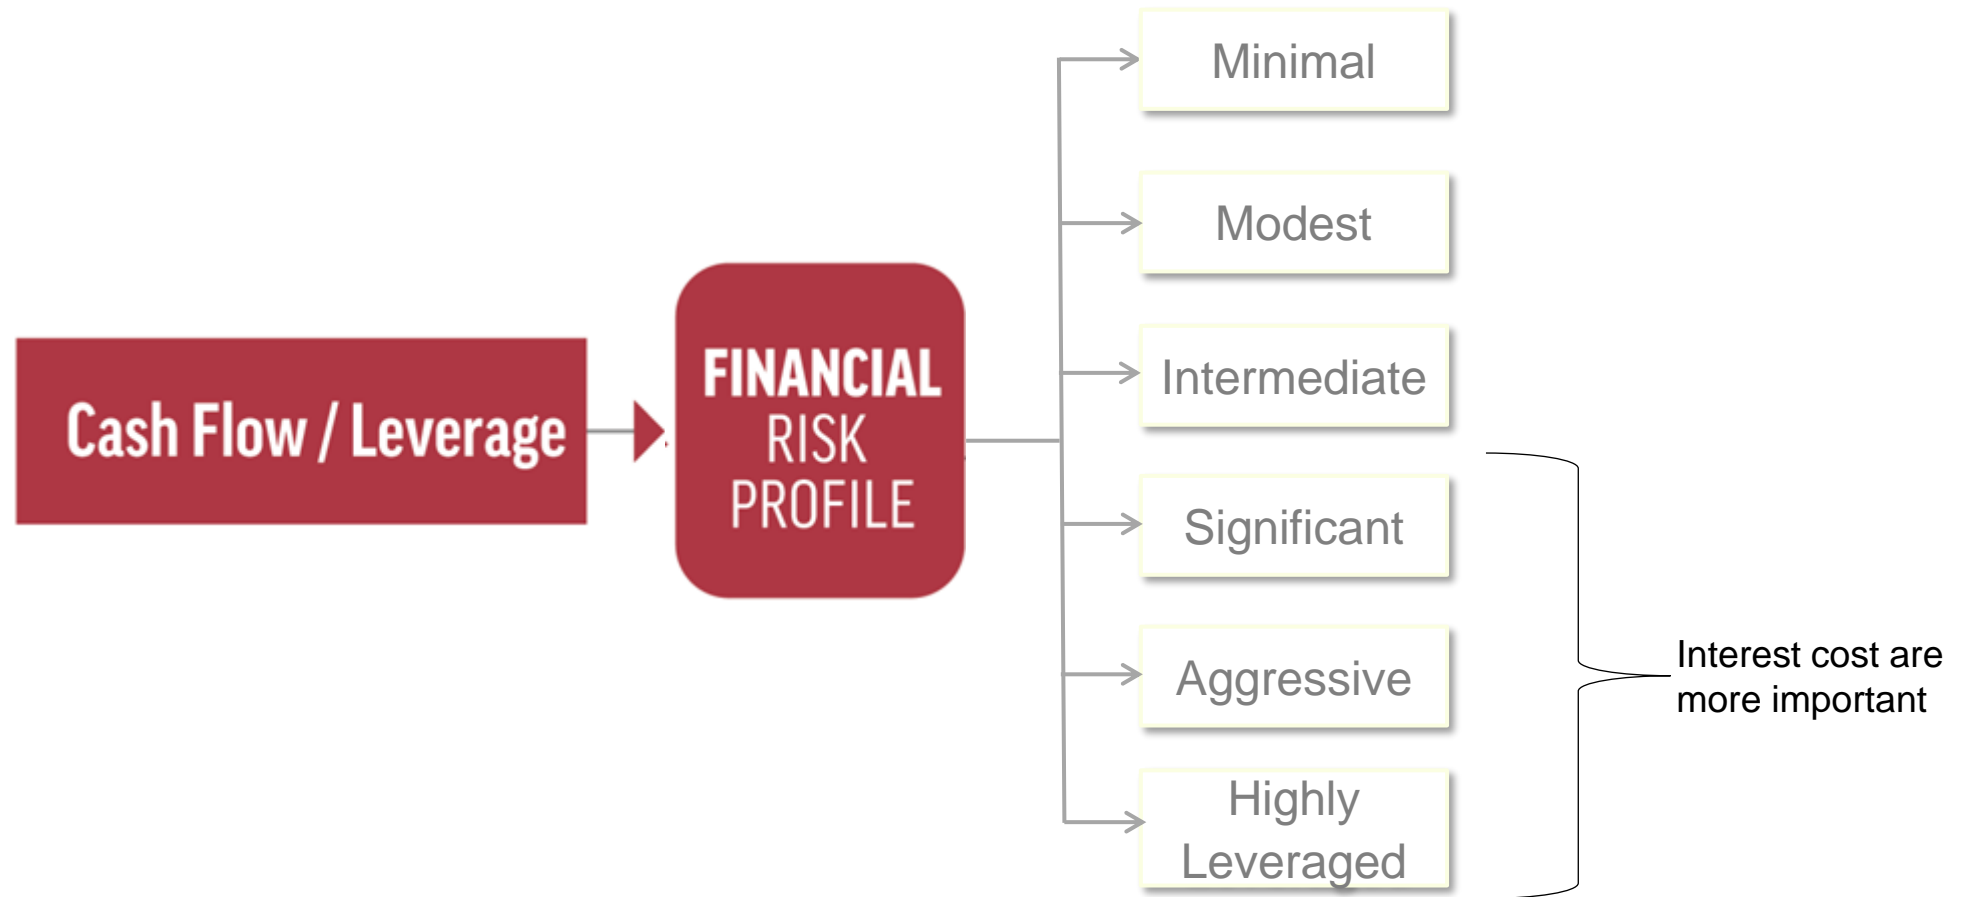 Cash Flow / Leverage
FINANCIAL
RISK
PROFILE
Minimal
Modest
Intermediate
Significant
Aggressive
Highly
Leveraged
Interest cost are
more important